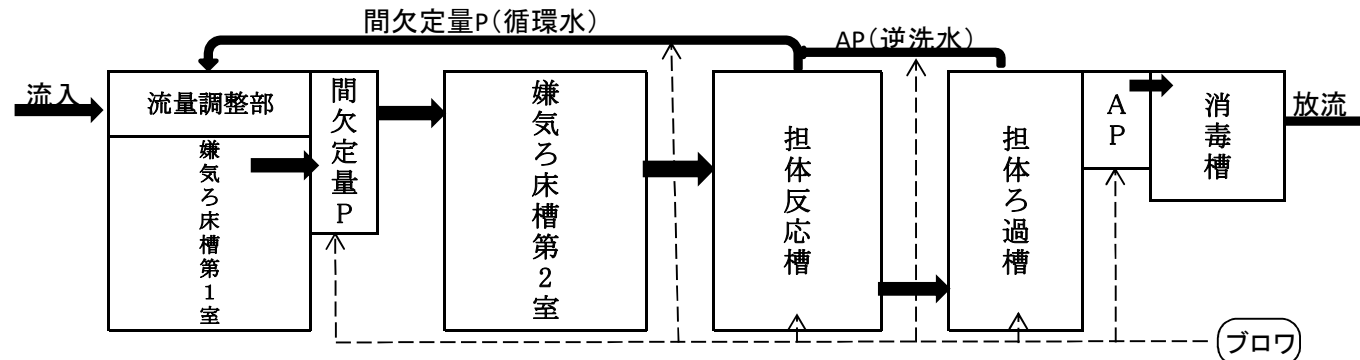 間欠定量P(循環水)
AP(逆洗水)
流入
流量調整部
間欠定量P
嫌気ろ床槽第1室
嫌気ろ床槽第2室
担体反応槽
担体ろ過槽
AP
消毒槽
放流
ブロワ